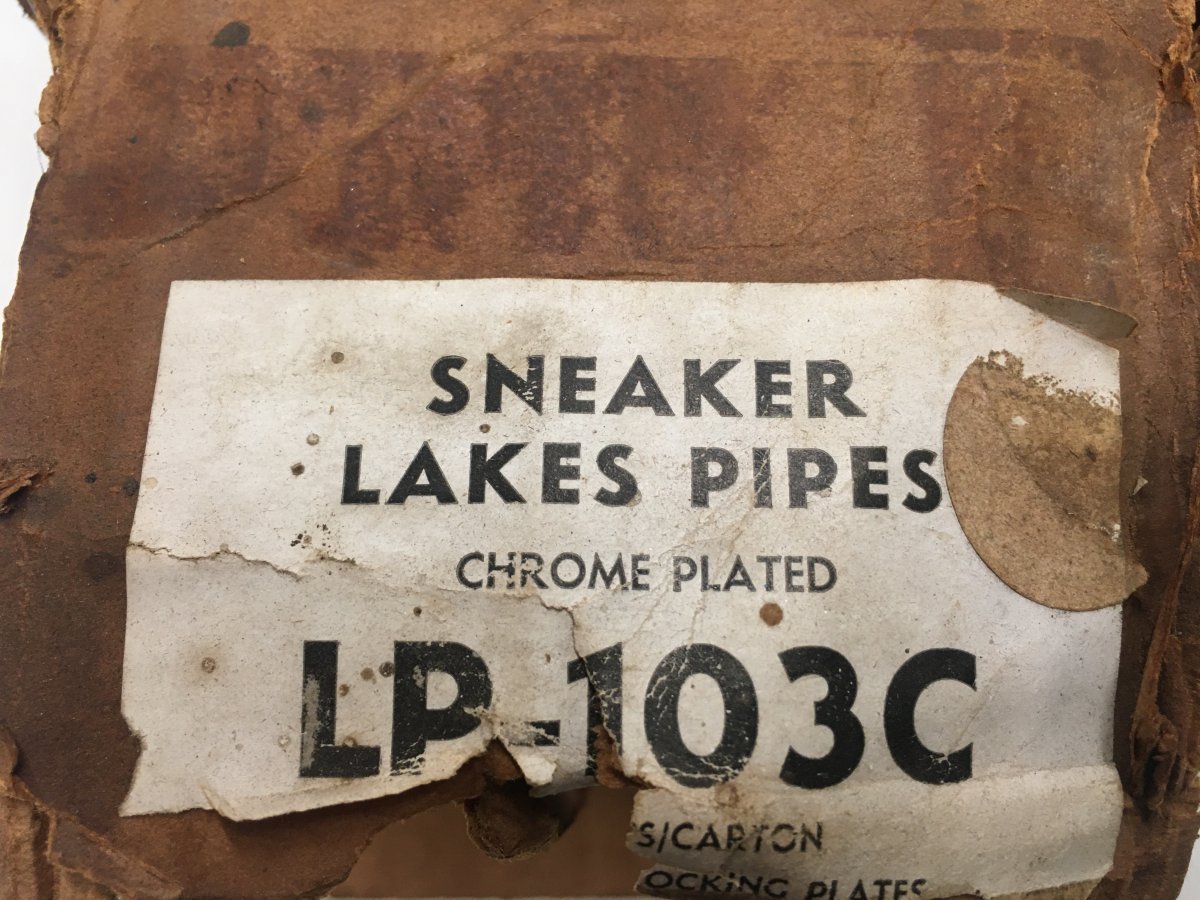 SNEAKER
LAKES PIPES
CHROME PLATED
LP-103C
S/CARTON
OCKING PLATES